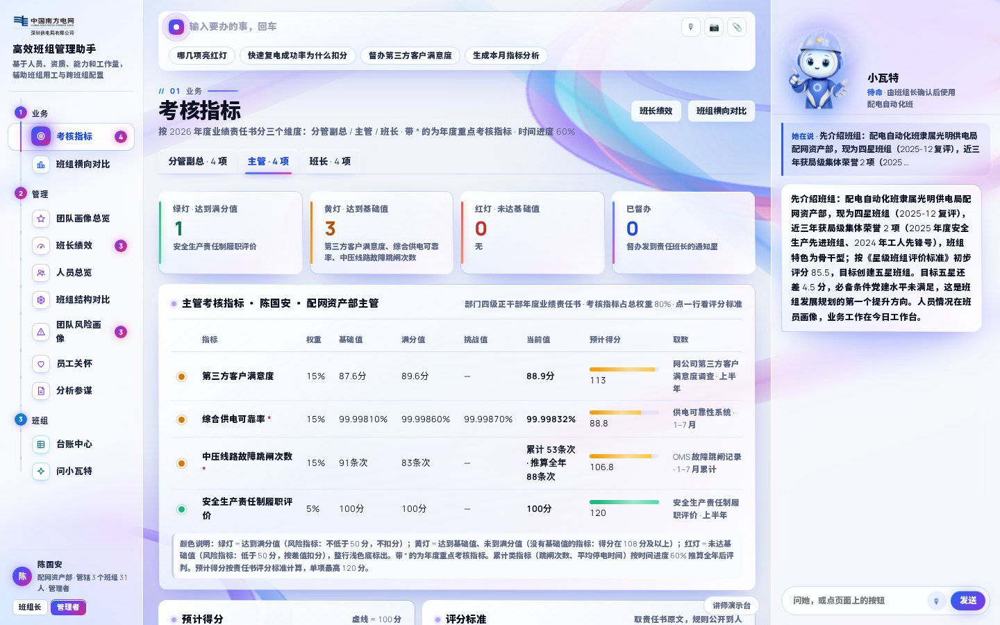 中国南方电网
CHINA SOUTHERN POWER GRID
深圳供电局有限公司
高效班组管理助手
基于人员、资质、能力和工作量，
辅助班组用工与跨班组配置
1 业务
考核指标 4
班组横向对比
2 管理
团队画像总览
班长绩效 3
人员总览
班组结构对比
团队风险画
像 3
员工关怀
分析参谋
3 班组
台账中心
问小瓦特
陈
陈国安
配网资产部 · 管辖 3 个班组 31
人 · 管理者
班组长 管理者
输入要办的事，回车
哪几项亮红灯 快速复电成功率为什么扣分 督办第三方客户满意度 生成本月指标分析
// 01 业务
考核指标
班长绩效 班组横向对比
按 2026 年度业绩责任书分三个维度：分管副总 / 主管 / 班长 · 带 * 的为年度重点考核指标 · 时间进度 60%
分管副总 · 4 项 主管 · 4 项 班长 · 4 项
绿灯 · 达到满分值
1
安全生产责任制履职评价
黄灯 · 达到基础值
3
第三方客户满意度、综合供电可靠
率、中压线路故障跳闸次数
红灯 · 未达基础值
0
无
已督办
0
督办发到责任班长的通知里
主管考核指标 · 陈国安 · 配网资产部主管
部门四级正干部年度业绩责任书 · 考核指标占总权重 80% · 点一行看评分标准
指标 权重 基础值 满分值 挑战值 当前值 预计得分 取数
第三方客户满意度 15% 87.6分 89.6分 — 88.9分 113 网公司第三方客户
满意度调查 · 上半
年
综合供电可靠率 * 15% 99.99810% 99.99860% 99.99870% 99.99832% 88.8 供电可靠性系统 ·
1–7 月
中压线路故障跳闸次数
* 15% 91条次 83条次 — 累计 53条次
· 推算全年
88条次 106.8 OMS 故障跳闸记录
· 1–7 月累计
安全生产责任制履职评
价 5% 100分 100分 — 100分 120 安全生产责任制履
职评价 · 上半年
颜色说明：绿灯 = 达到满分值（风险指标：不低于 50 分，不扣分）；黄灯 = 达到基础值、未到满分值（没有基础值的指标：得分在 108 分及以上）；红灯 = 未达基
础值（风险指标：低于 50 分，按差值扣分），整行浅色底标出。带 * 的为年度重点考核指标。累计类指标（跳闸次数、平均停电时间）按时间进度 60% 推算全年后评
判。预计得分按责任书评分标准计算，单项最高 120 分。
预计得分 虚线 = 100 分
评分标准 取责任书原文，规则公开到人
讲师演示台
小瓦特
待命 · 由班组长确认后使用
配电自动化班
她在说 · 先介绍班组：配电自动化班隶属光明供电局
配网资产部，现为四星班组（2025-12 复评），近三
年获局级集体荣誉 2 项（2025 ...
先介绍班组：配电自动化班隶属光明供电局配
网资产部，现为四星班组（2025-12 复评），
近三年获局级集体荣誉 2 项（2025 年度安全
生产先进班组、2024 年工人先锋号），班组
特色为骨干型；按《星级班组评价标准》初步
评分 85.5，目标创建五星班组。目标五星还
差 4.5 分，必备条件党建水平未满足，这是班
组发展规划的第一个提升方向。人员情况在班
员画像，业务工作在今日工作台。
问她，或点页面上的按钮
发送